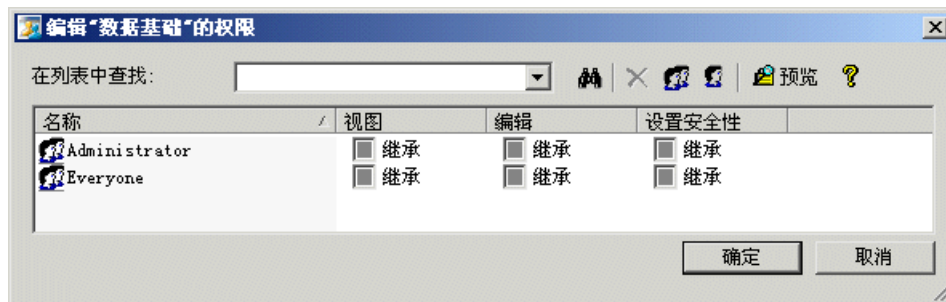 编辑“数据基础“的权限
在列表中查找:
预览
名称 视图 编辑 设置安全性
Administrator 继承 继承 继承
Everyone 继承 继承 继承
确定 取消